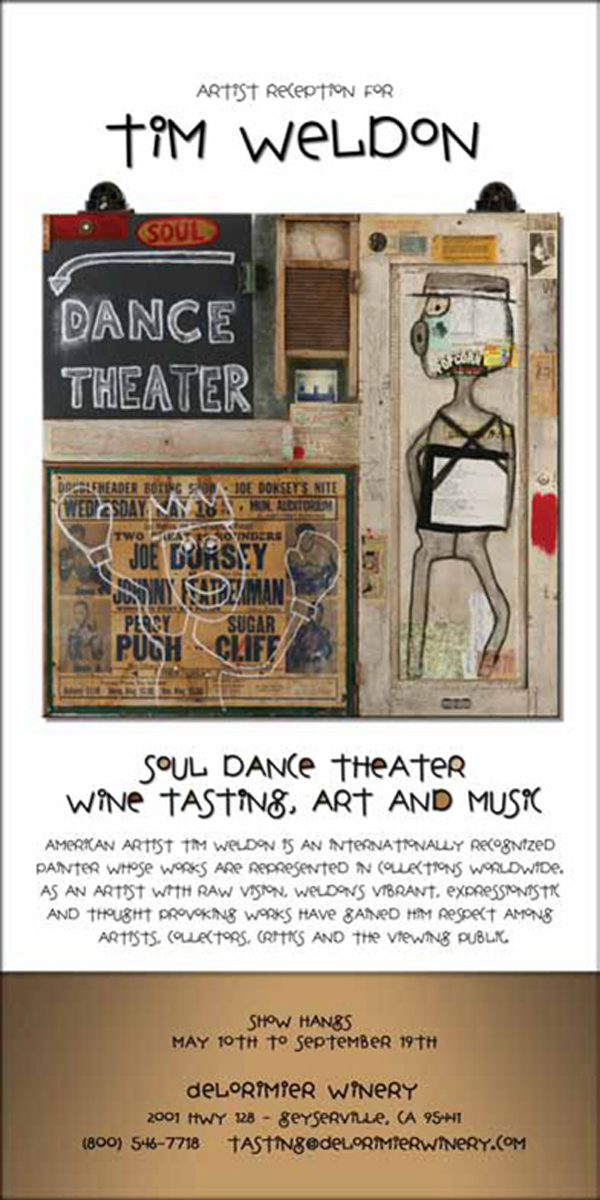 ARTIST RECEPTION FOR
TIM WELDON
SOUL
DANCE
THEATER
POPCORN
DOUBLEHEADER BOXING SHOW - JOE DORSEY'S NITE
WEDNESDAY, MAY 18 MUN. AUDITORIUM
TWO GREAT ROUNDERS
JOE DORSEY
JOHNNY FEATHERMAN
PERCY SUGAR
PUGH CLIFF
SOUL DANCE THEATER
WINE TASTING, ART AND MUSIC
AMERICAN ARTIST TIM WELDON IS AN INTERNATIONALLY RECOGNIZED
PAINTER WHOSE WORKS ARE REPRESENTED IN COLLECTIONS WORLDWIDE.
AS AN ARTIST WITH RAW VISION, WELDON'S VIBRANT, EXPRESSIONISTIC
AND THOUGHT PROVOKING WORKS HAVE GAINED HIM RESPECT AMONG
ARTISTS, COLLECTORS, CRITICS AND THE VIEWING PUBLIC.
SHOW HANGS
MAY 10TH TO SEPTEMBER 19TH
DELORIMIER WINERY
2001 HWY 128 - GEYSERVILLE, CA 95441
(800) 546-7718 TASTING@DELORIMIERWINERY.COM